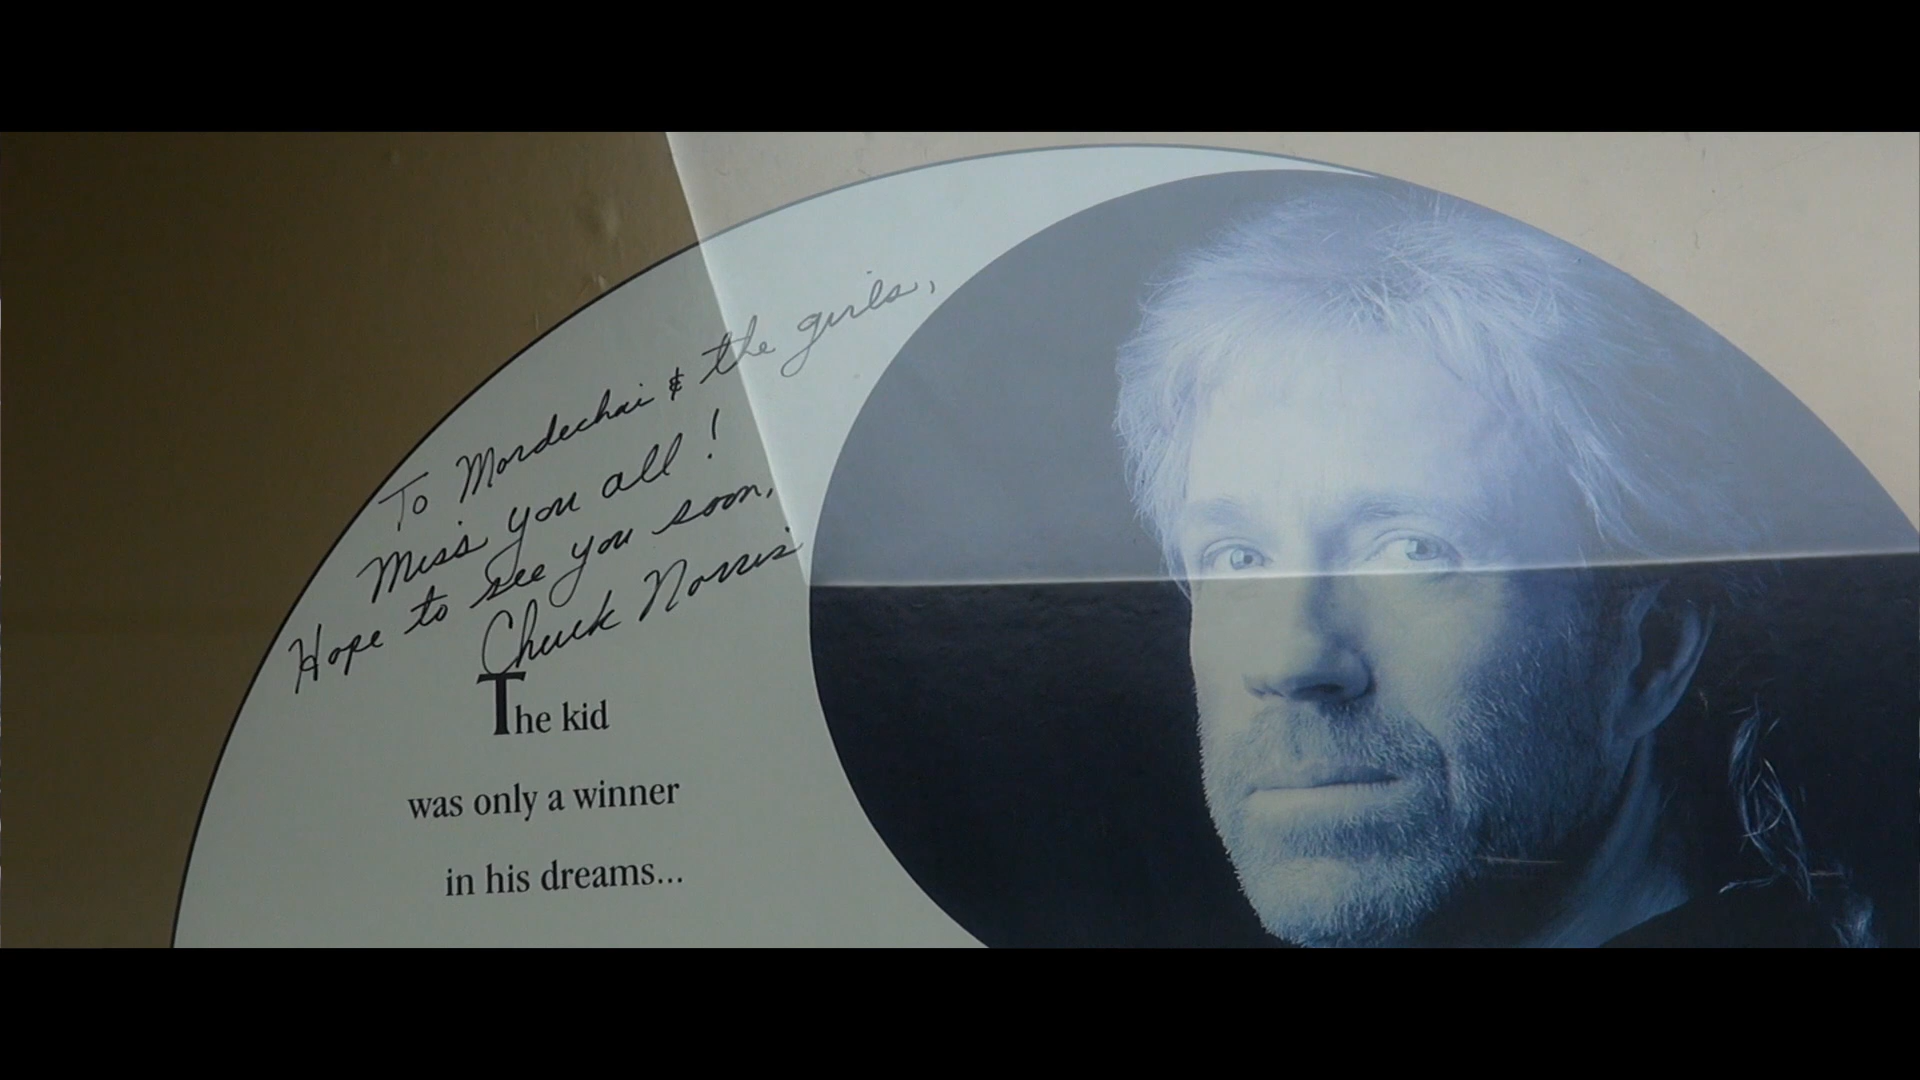 To Mordechai & the girls,
Miss you all!
Hope to see you soon,
Chuck Norris
The kid
was only a winner
in his dreams...